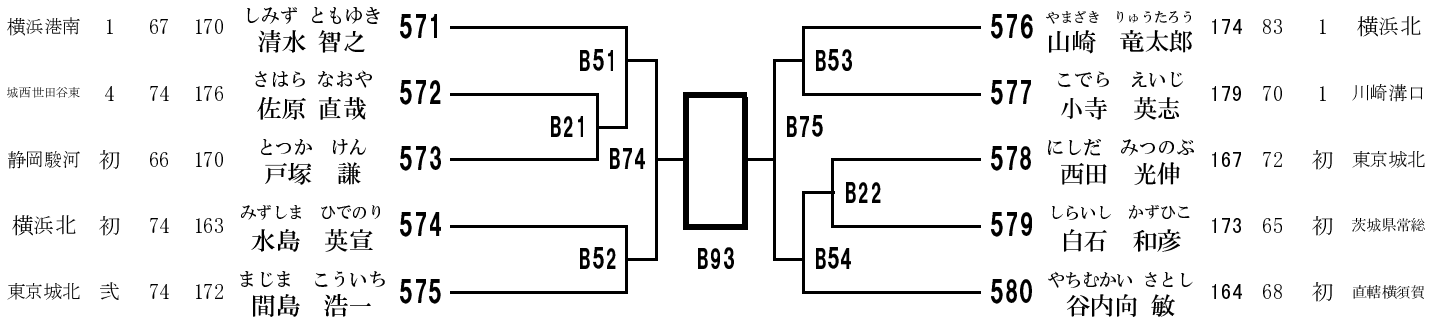 しみず ともゆき
横浜港南 1 67 170 清水 智之 571
さはら なおや
城西世田谷東 4 74 176 佐原 直哉 572
とつか けん
静岡駿河 初 66 170 戸塚 謙 573
みずしま ひでのり
横浜北 初 74 163 水島 英宣 574
まじま こういち
東京城北 弐 74 172 間島 浩一 575
B51
B21
B74
B52
B93
B53
B75
B22
B54
やまざき りゅうたろう
576 山崎 竜太郎 174 83 1 横浜北
こでら えいじ
577 小寺 英志 179 70 1 川崎溝口
にしだ みつのぶ
578 西田 光伸 167 72 初 東京城北
しらいし かずひこ
579 白石 和彦 173 65 初 茨城県常総
やちむかい さとし
580 谷内向 敏 164 68 初 直轄横須賀